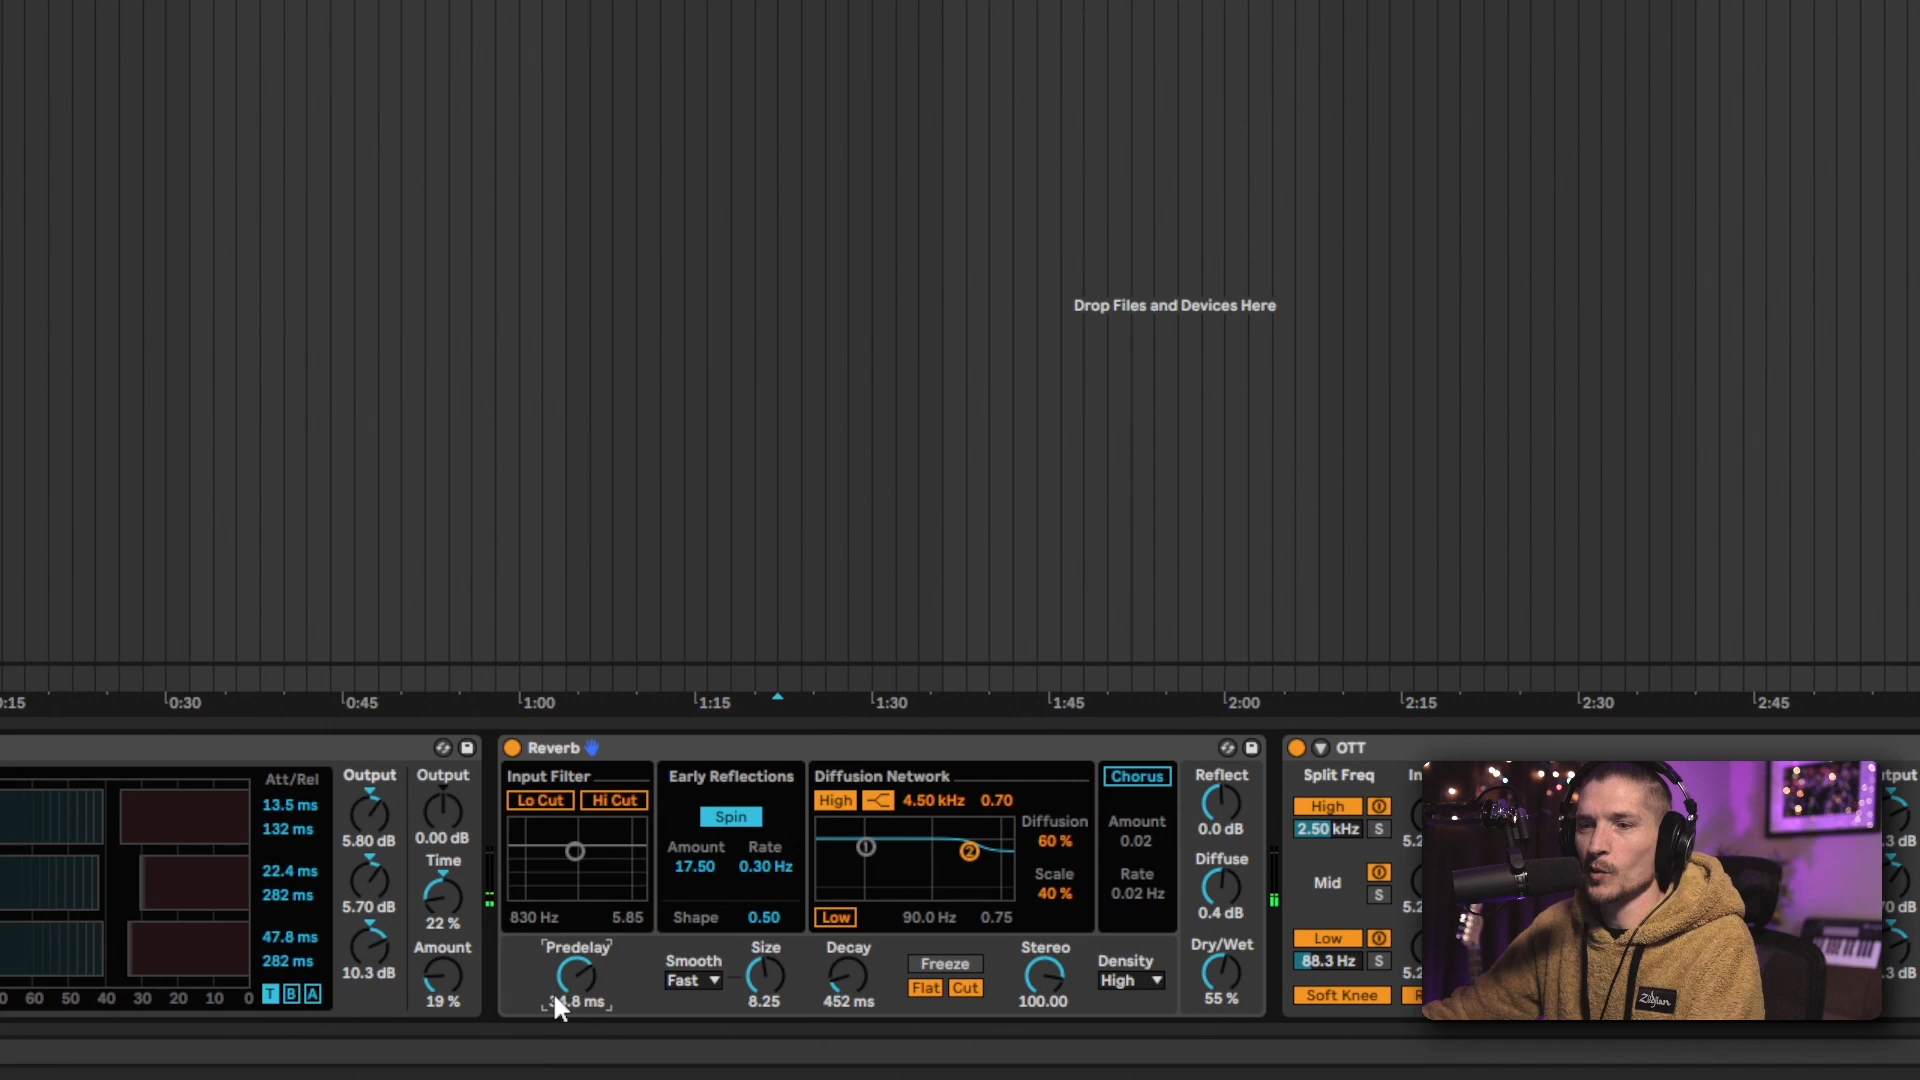 Drop Files and Devices Here
0:30
0:45
1:00
1:15
1:30
1:45
2:00
2:15
2:30
2:45
Att/Rel
13.5 ms
132 ms
22.4 ms
282 ms
47.8 ms
282 ms
T B A
60 50 40 30 20 10 0
Output
5.80 dB
5.70 dB
10.3 dB
Output
0.00 dB
Time
22 %
Amount
19 %
Reverb
Input Filter
Lo Cut Hi Cut
830 Hz 5.85
Predelay
Early Reflections
Spin
Amount Rate
17.50 0.30 Hz
Shape 0.50
Smooth
Fast
Size
8.25
Diffusion Network
High 4.50 kHz 0.70
1 2
Diffusion
60 %
Scale
40 %
Low 90.0 Hz 0.75
Decay
452 ms
Freeze
Flat Cut
Stereo
100.00
Chorus
Amount
0.02
Rate
0.02 Hz
Density
High
Reflect
0.0 dB
Diffuse
0.4 dB
Dry/Wet
55 %
OTT
Split Freq
High
2.50 kHz S
Mid
S
Low
88.3 Hz S
Soft Knee
Zildjian